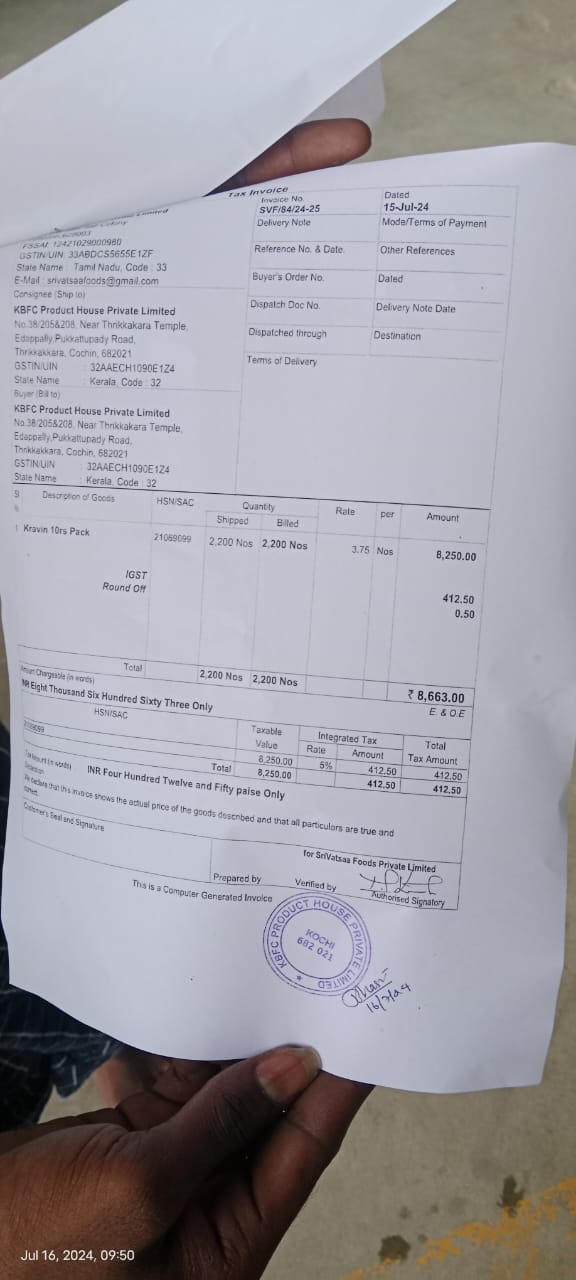 Tax Invoice
Limited
FSSAI: 12421029000960
GSTIN/UIN: 33ABDCS5655E1ZF
State Name : Tamil Nadu, Code : 33
E-Mail : srivatsaafoods@gmail.com
Invoice No.
SVF/84/24-25
Dated
15-Jul-24
Delivery Note
Mode/Terms of Payment
Reference No. & Date.
Other References
Buyer's Order No.
Dated
Dispatch Doc No.
Delivery Note Date
Dispatched through
Destination
Terms of Delivery
Consignee (Ship to)
KBFC Product House Private Limited
No.38/205&208, Near Thrikkakara Temple,
Edappally,Pukkattupady Road,
Thrikkakkara, Cochin, 682021
GSTIN/UIN : 32AAECH1090E1Z4
State Name : Kerala, Code : 32
Buyer (Bill to)
KBFC Product House Private Limited
No.38/205&208, Near Thrikkakara Temple,
Edappally,Pukkattupady Road,
Thrikkakkara, Cochin, 682021
GSTIN/UIN : 32AAECH1090E1Z4
State Name : Kerala, Code : 32
Sl Description of Goods HSN/SAC Quantity Rate per Amount
Shipped Billed
1 Kravin 10rs Pack 21069099 2,200 Nos 2,200 Nos 3.75 Nos 8,250.00
IGST 412.50
Round Off 0.50
Total 2,200 Nos 2,200 Nos ₹ 8,663.00
Amount Chargeable (in words) E. & O.E
INR Eight Thousand Six Hundred Sixty Three Only
HSN/SAC Taxable Integrated Tax Total
Value Rate Amount Tax Amount
21069099 8,250.00 5% 412.50 412.50
Total 8,250.00 412.50 412.50
Tax Amount (in words) INR Four Hundred Twelve and Fifty paise Only
Declaration
We declare that this invoice shows the actual price of the goods described and that all particulars are true and
correct.
Customer's Seal and Signature
for SriVatsaa Foods Private Limited
Prepared by Verified by Authorised Signatory
This is a Computer Generated Invoice
KBFC PRODUCT HOUSE PRIVATE LIMITED
KOCHI
682 021
16/7/24
Jul 16, 2024, 09:50